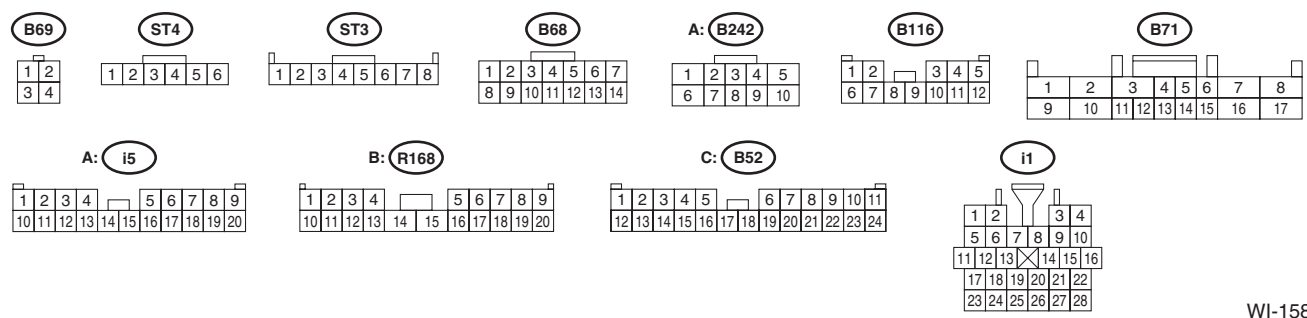 B69 ST4 ST3 B68 A: B242 B116 B71
1 2
3 4
1 2 3 4 5 6
1 2 3 4 5 6 7 8
1 2 3 4 5 6 7
8 9 10 11 12 13 14
1 2 3 4 5
6 7 8 9 10
1 2 3 4 5
6 7 8 9 10 11 12
1 2 3 4 5 6 7 8
9 10 11 12 13 14 15 16 17
A: i5 B: R168 C: B52 i1
1 2 3 4 5 6 7 8 9
10 11 12 13 14 15 16 17 18 19 20
1 2 3 4 5 6 7 8 9
10 11 12 13 14 15 16 17 18 19 20
1 2 3 4 5 6 7 8 9 10 11
12 13 14 15 16 17 18 19 20 21 22 23 24
1 2 3 4
5 6 7 8 9 10
11 12 13 14 15 16
17 18 19 20 21 22
23 24 25 26 27 28
WI-158